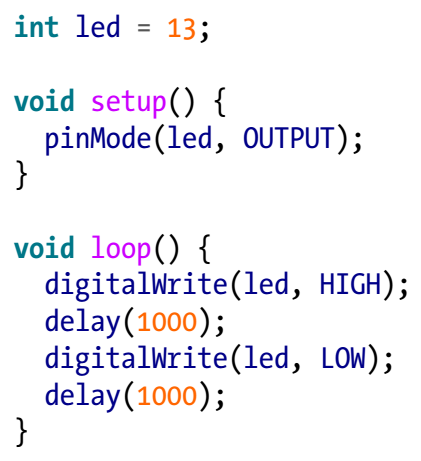 int led = 13;
void setup() {
  pinMode(led, OUTPUT);
}
void loop() {
  digitalWrite(led, HIGH);
  delay(1000);
  digitalWrite(led, LOW);
  delay(1000);
}